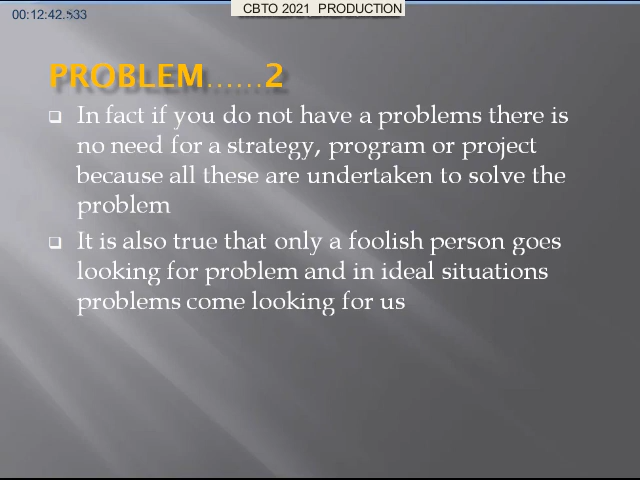 00:12:42.533
CBTO 2021 PRODUCTION
PROBLEM......2
In fact if you do not have a problems there is
no need for a strategy, program or project
because all these are undertaken to solve the
problem
It is also true that only a foolish person goes
looking for problem and in ideal situations
problems come looking for us